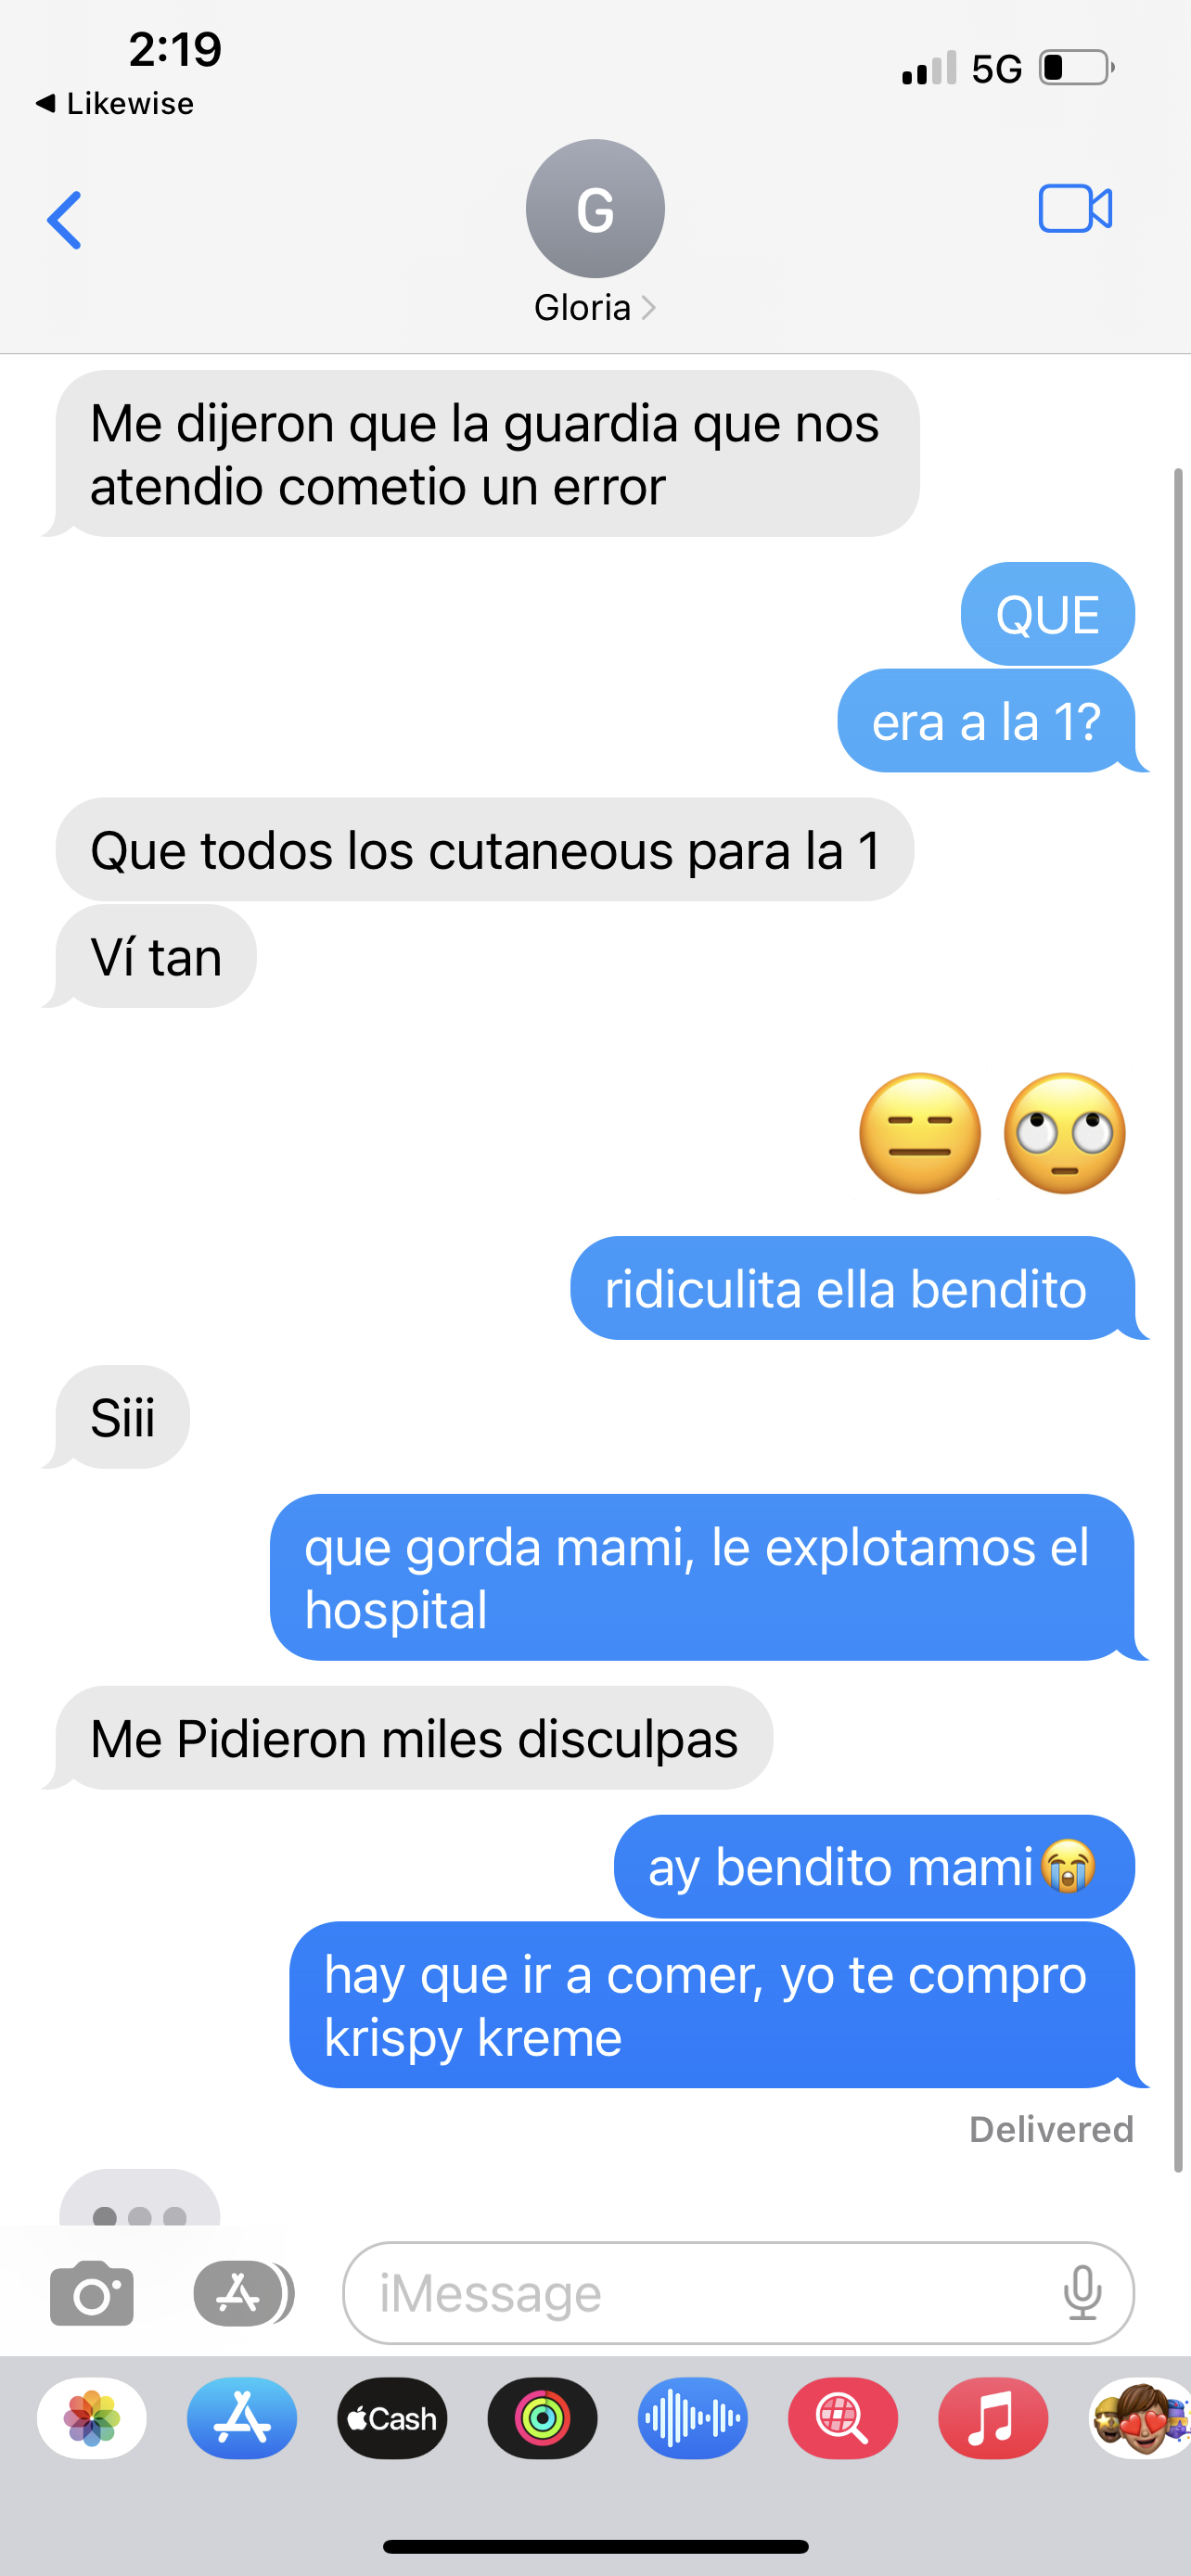 2:19
5G
Likewise
G
Gloria
Me dijeron que la guardia que nos
atendio cometio un error
QUE
era a la 1?
Que todos los cutaneous para la 1
Ví tan
😑🙄
ridiculita ella bendito
Siii
que gorda mami, le explotamos el
hospital
Me Pidieron miles disculpas
ay bendito mami😭
hay que ir a comer, yo te compro
krispy kreme
Delivered
iMessage
Cash